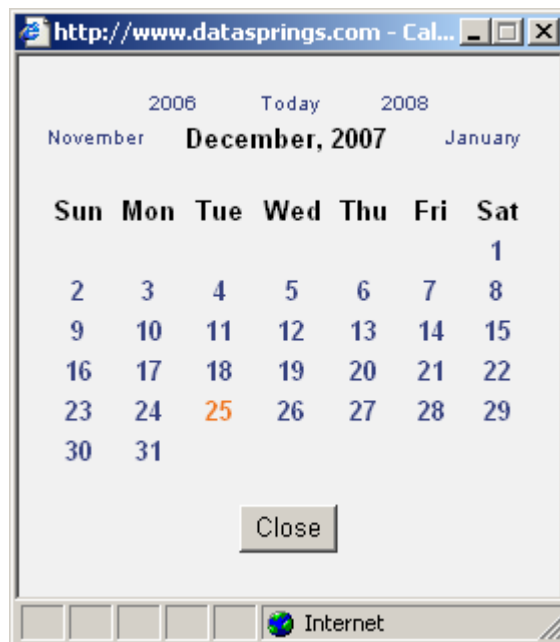 http://www.datasprings.com - Cal...
2006 Today 2008
November December, 2007 January
Sun Mon Tue Wed Thu Fri Sat
1
2 3 4 5 6 7 8
9 10 11 12 13 14 15
16 17 18 19 20 21 22
23 24 25 26 27 28 29
30 31
Close
Internet